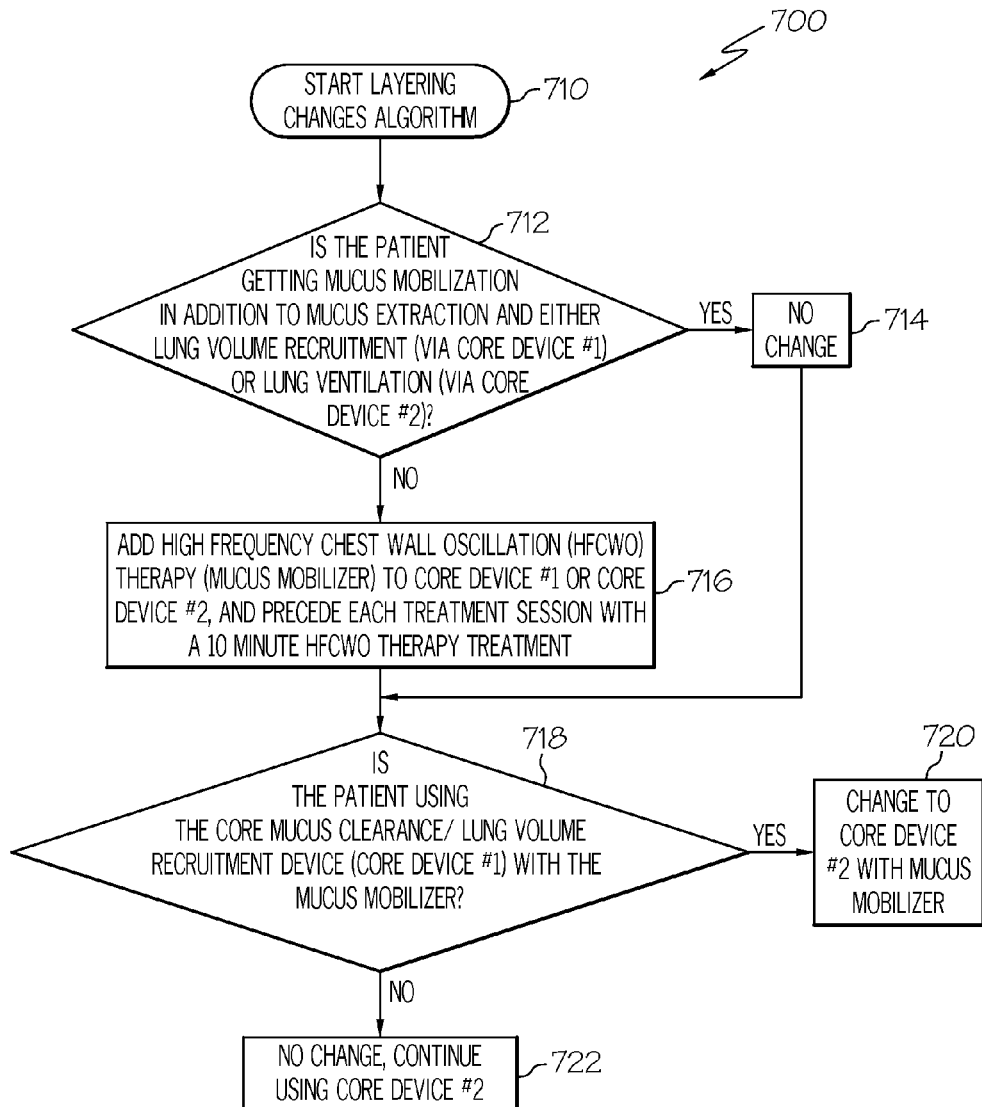 700
START LAYERING
CHANGES ALGORITHM
710
712
IS THE PATIENT
GETTING MUCUS MOBILIZATION
IN ADDITION TO MUCUS EXTRACTION AND EITHER
LUNG VOLUME RECRUITMENT (VIA CORE DEVICE #1)
OR LUNG VENTILATION (VIA CORE
DEVICE #2)?
YES
NO
CHANGE
714
NO
ADD HIGH FREQUENCY CHEST WALL OSCILLATION (HFCWO)
THERAPY (MUCUS MOBILIZER) TO CORE DEVICE #1 OR CORE
DEVICE #2, AND PRECEDE EACH TREATMENT SESSION WITH
A 10 MINUTE HFCWO THERAPY TREATMENT
716
718
IS
THE PATIENT USING
THE CORE MUCUS CLEARANCE/ LUNG VOLUME
RECRUITMENT DEVICE (CORE DEVICE #1) WITH THE
MUCUS MOBILIZER?
YES
720
CHANGE TO
CORE DEVICE
#2 WITH MUCUS
MOBILIZER
NO
NO CHANGE, CONTINUE
USING CORE DEVICE #2
722